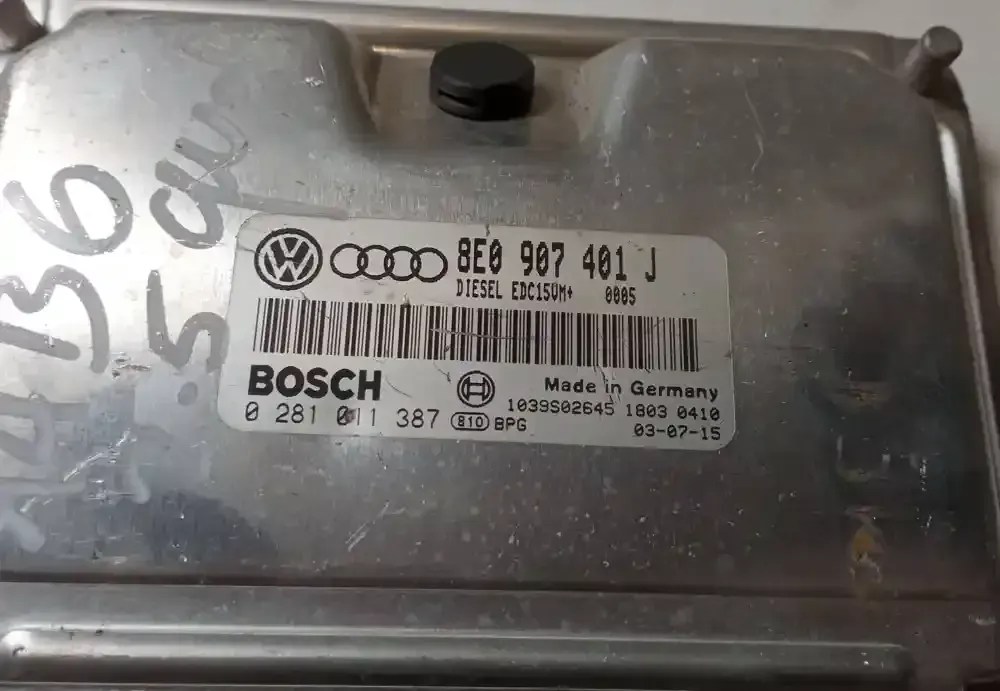 8E0 907 401 J
DIESEL EDC15VM+ 0005
BOSCH
Made in Germany
0 281 011 387 810 BPG
1039S02645 1803 0410
03-07-15